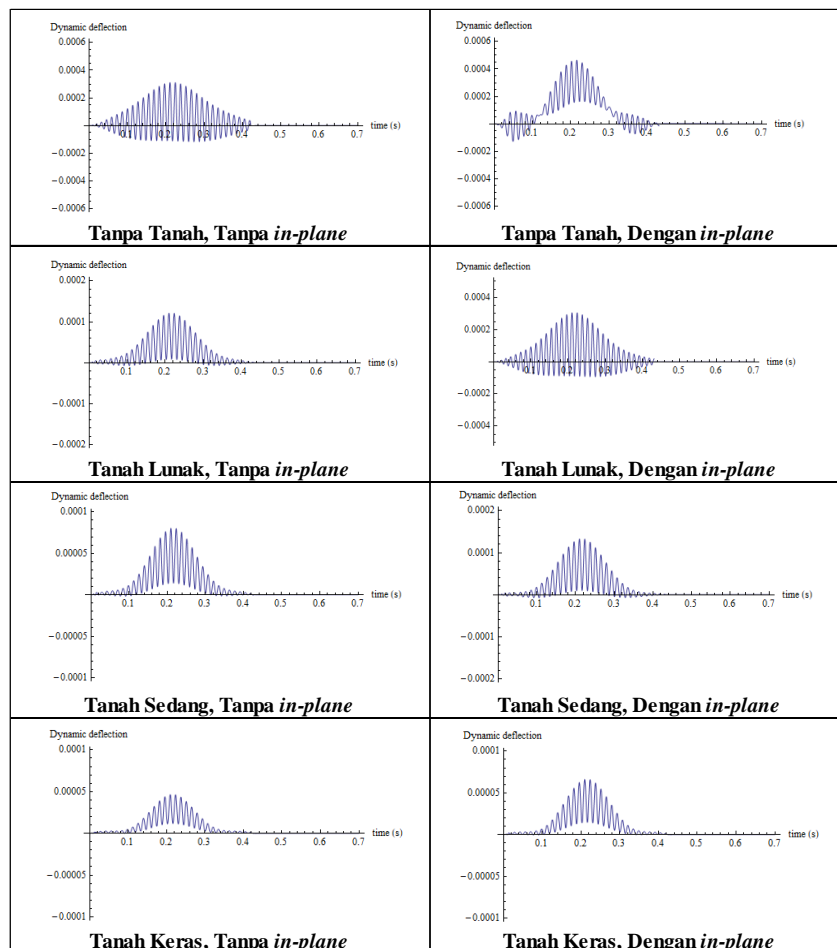 Dynamic deflection
0.0006
0.0004
0.0002
0.1 0.2 0.3 0.4 0.5 0.6 0.7 time (s)
−0.0002
−0.0004
−0.0006
Tanpa Tanah, Tanpa in-plane
Dynamic deflection
0.0006
0.0004
0.0002
0.1 0.2 0.3 0.4 0.5 0.6 0.7 time (s)
−0.0002
−0.0004
−0.0006
Tanpa Tanah, Dengan in-plane
Dynamic deflection
0.0002
0.0001
0.1 0.2 0.3 0.4 0.5 0.6 0.7 time (s)
−0.0001
−0.0002
Tanah Lunak, Tanpa in-plane
Dynamic deflection
0.0004
0.0002
0.1 0.2 0.3 0.4 0.5 0.6 0.7 time (s)
−0.0002
−0.0004
Tanah Lunak, Dengan in-plane
Dynamic deflection
0.0001
0.00005
0.1 0.2 0.3 0.4 0.5 0.6 0.7 time (s)
−0.00005
−0.0001
Tanah Sedang, Tanpa in-plane
Dynamic deflection
0.0002
0.0001
0.1 0.2 0.3 0.4 0.5 0.6 0.7 time (s)
−0.0001
−0.0002
Tanah Sedang, Dengan in-plane
Dynamic deflection
0.0001
0.00005
0.1 0.2 0.3 0.4 0.5 0.6 0.7 time (s)
−0.00005
−0.0001
Tanah Keras, Tanpa in-plane
Dynamic deflection
0.0001
0.00005
0.1 0.2 0.3 0.4 0.5 0.6 0.7 time (s)
−0.00005
−0.0001
Tanah Keras, Dengan in-plane